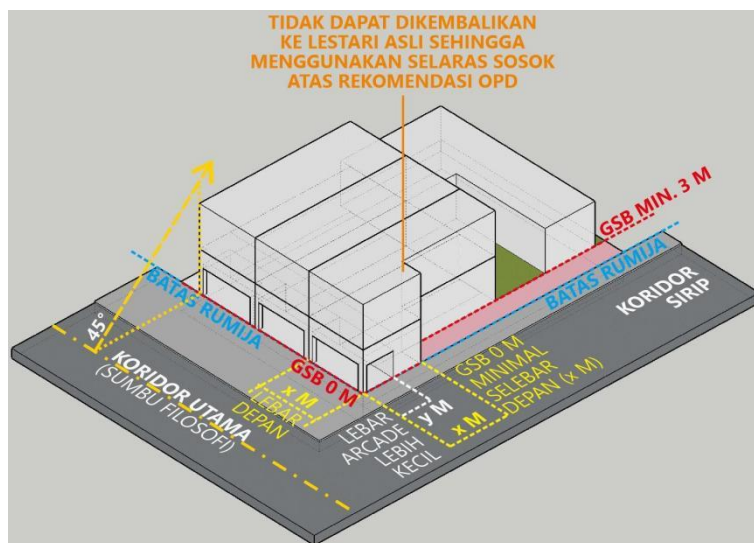 TIDAK DAPAT DIKEMBALIKAN
KE LESTARI ASLI SEHINGGA
MENGGUNAKAN SELARAS SOSOK
ATAS REKOMENDASI OPD
GSB MIN. 3 M
BATAS RUMIJA
KORIDOR
SIRIP
BATAS RUMIJA
45°
KORIDOR UTAMA
(SUMBU FILOSOFI)
GSB 0 M
x M
LEBAR
DEPAN
LEBAR
ARCADE
LEBIH
KECIL
y M
GSB 0 M
MINIMAL
SELEBAR
DEPAN (x M)
x M